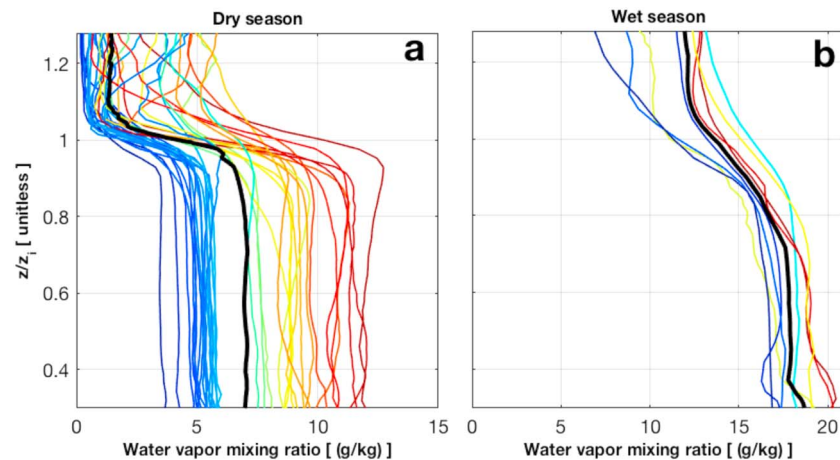 Dry season
Wet season
a
b
1.2
1
0.8
0.6
0.4
z/z_i [ unitless ]
0 5 10 15
0 5 10 15 20
Water vapor mixing ratio [ (g/kg) ]
Water vapor mixing ratio [ (g/kg) ]